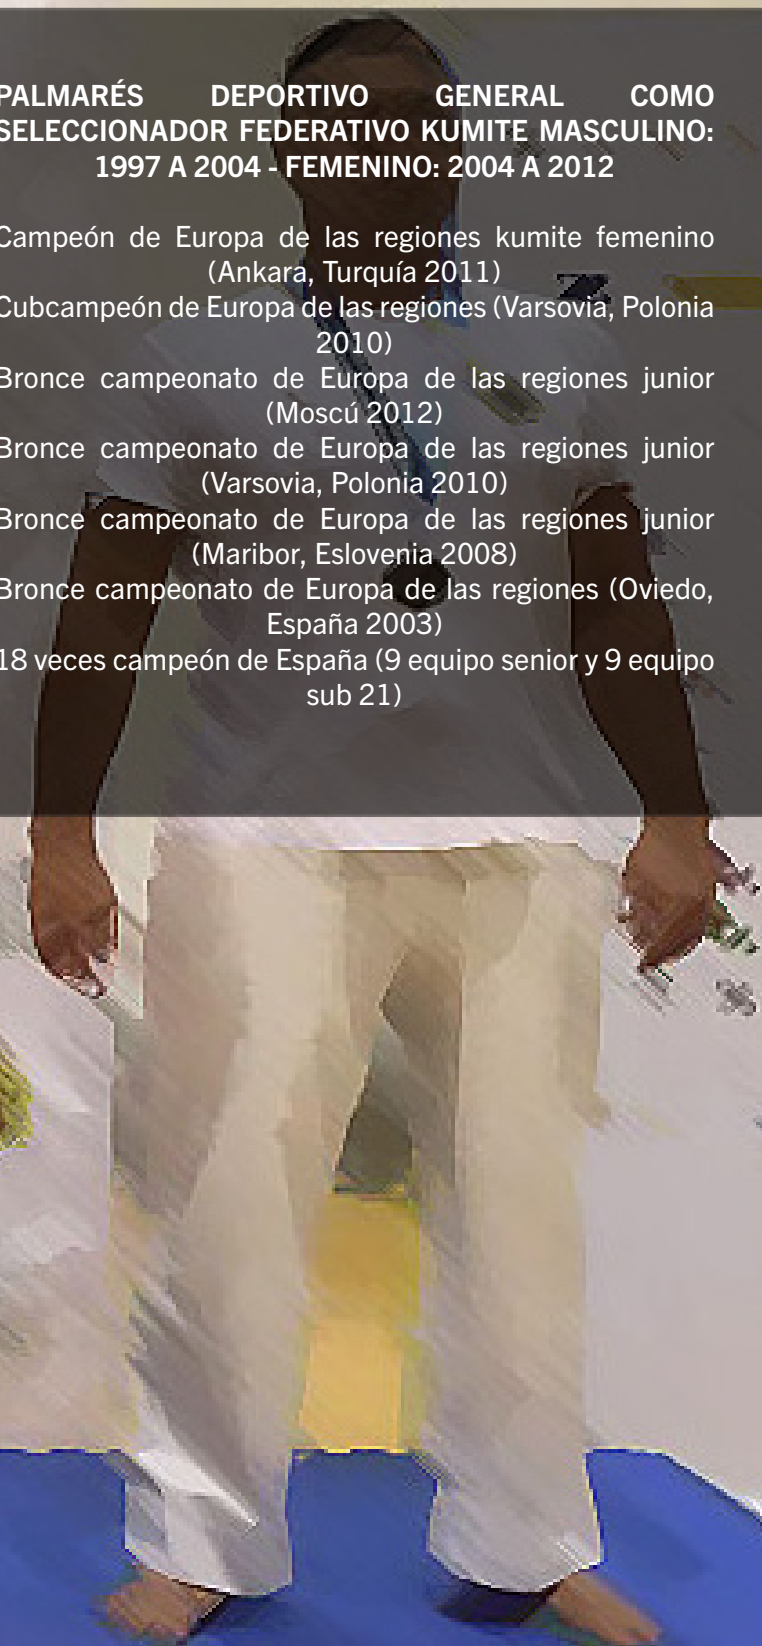 PALMARÉS DEPORTIVO GENERAL COMO
SELECCIONADOR FEDERATIVO KUMITE MASCULINO:
1997 A 2004 - FEMENINO: 2004 A 2012
Campeón de Europa de las regiones kumite femenino
(Ankara, Turquía 2011)
Cubcampeón de Europa de las regiones (Varsovia, Polonia
2010)
Bronce campeonato de Europa de las regiones junior
(Moscú 2012)
Bronce campeonato de Europa de las regiones junior
(Varsovia, Polonia 2010)
Bronce campeonato de Europa de las regiones junior
(Maribor, Eslovenia 2008)
Bronce campeonato de Europa de las regiones (Oviedo,
España 2003)
18 veces campeón de España (9 equipo senior y 9 equipo
sub 21)